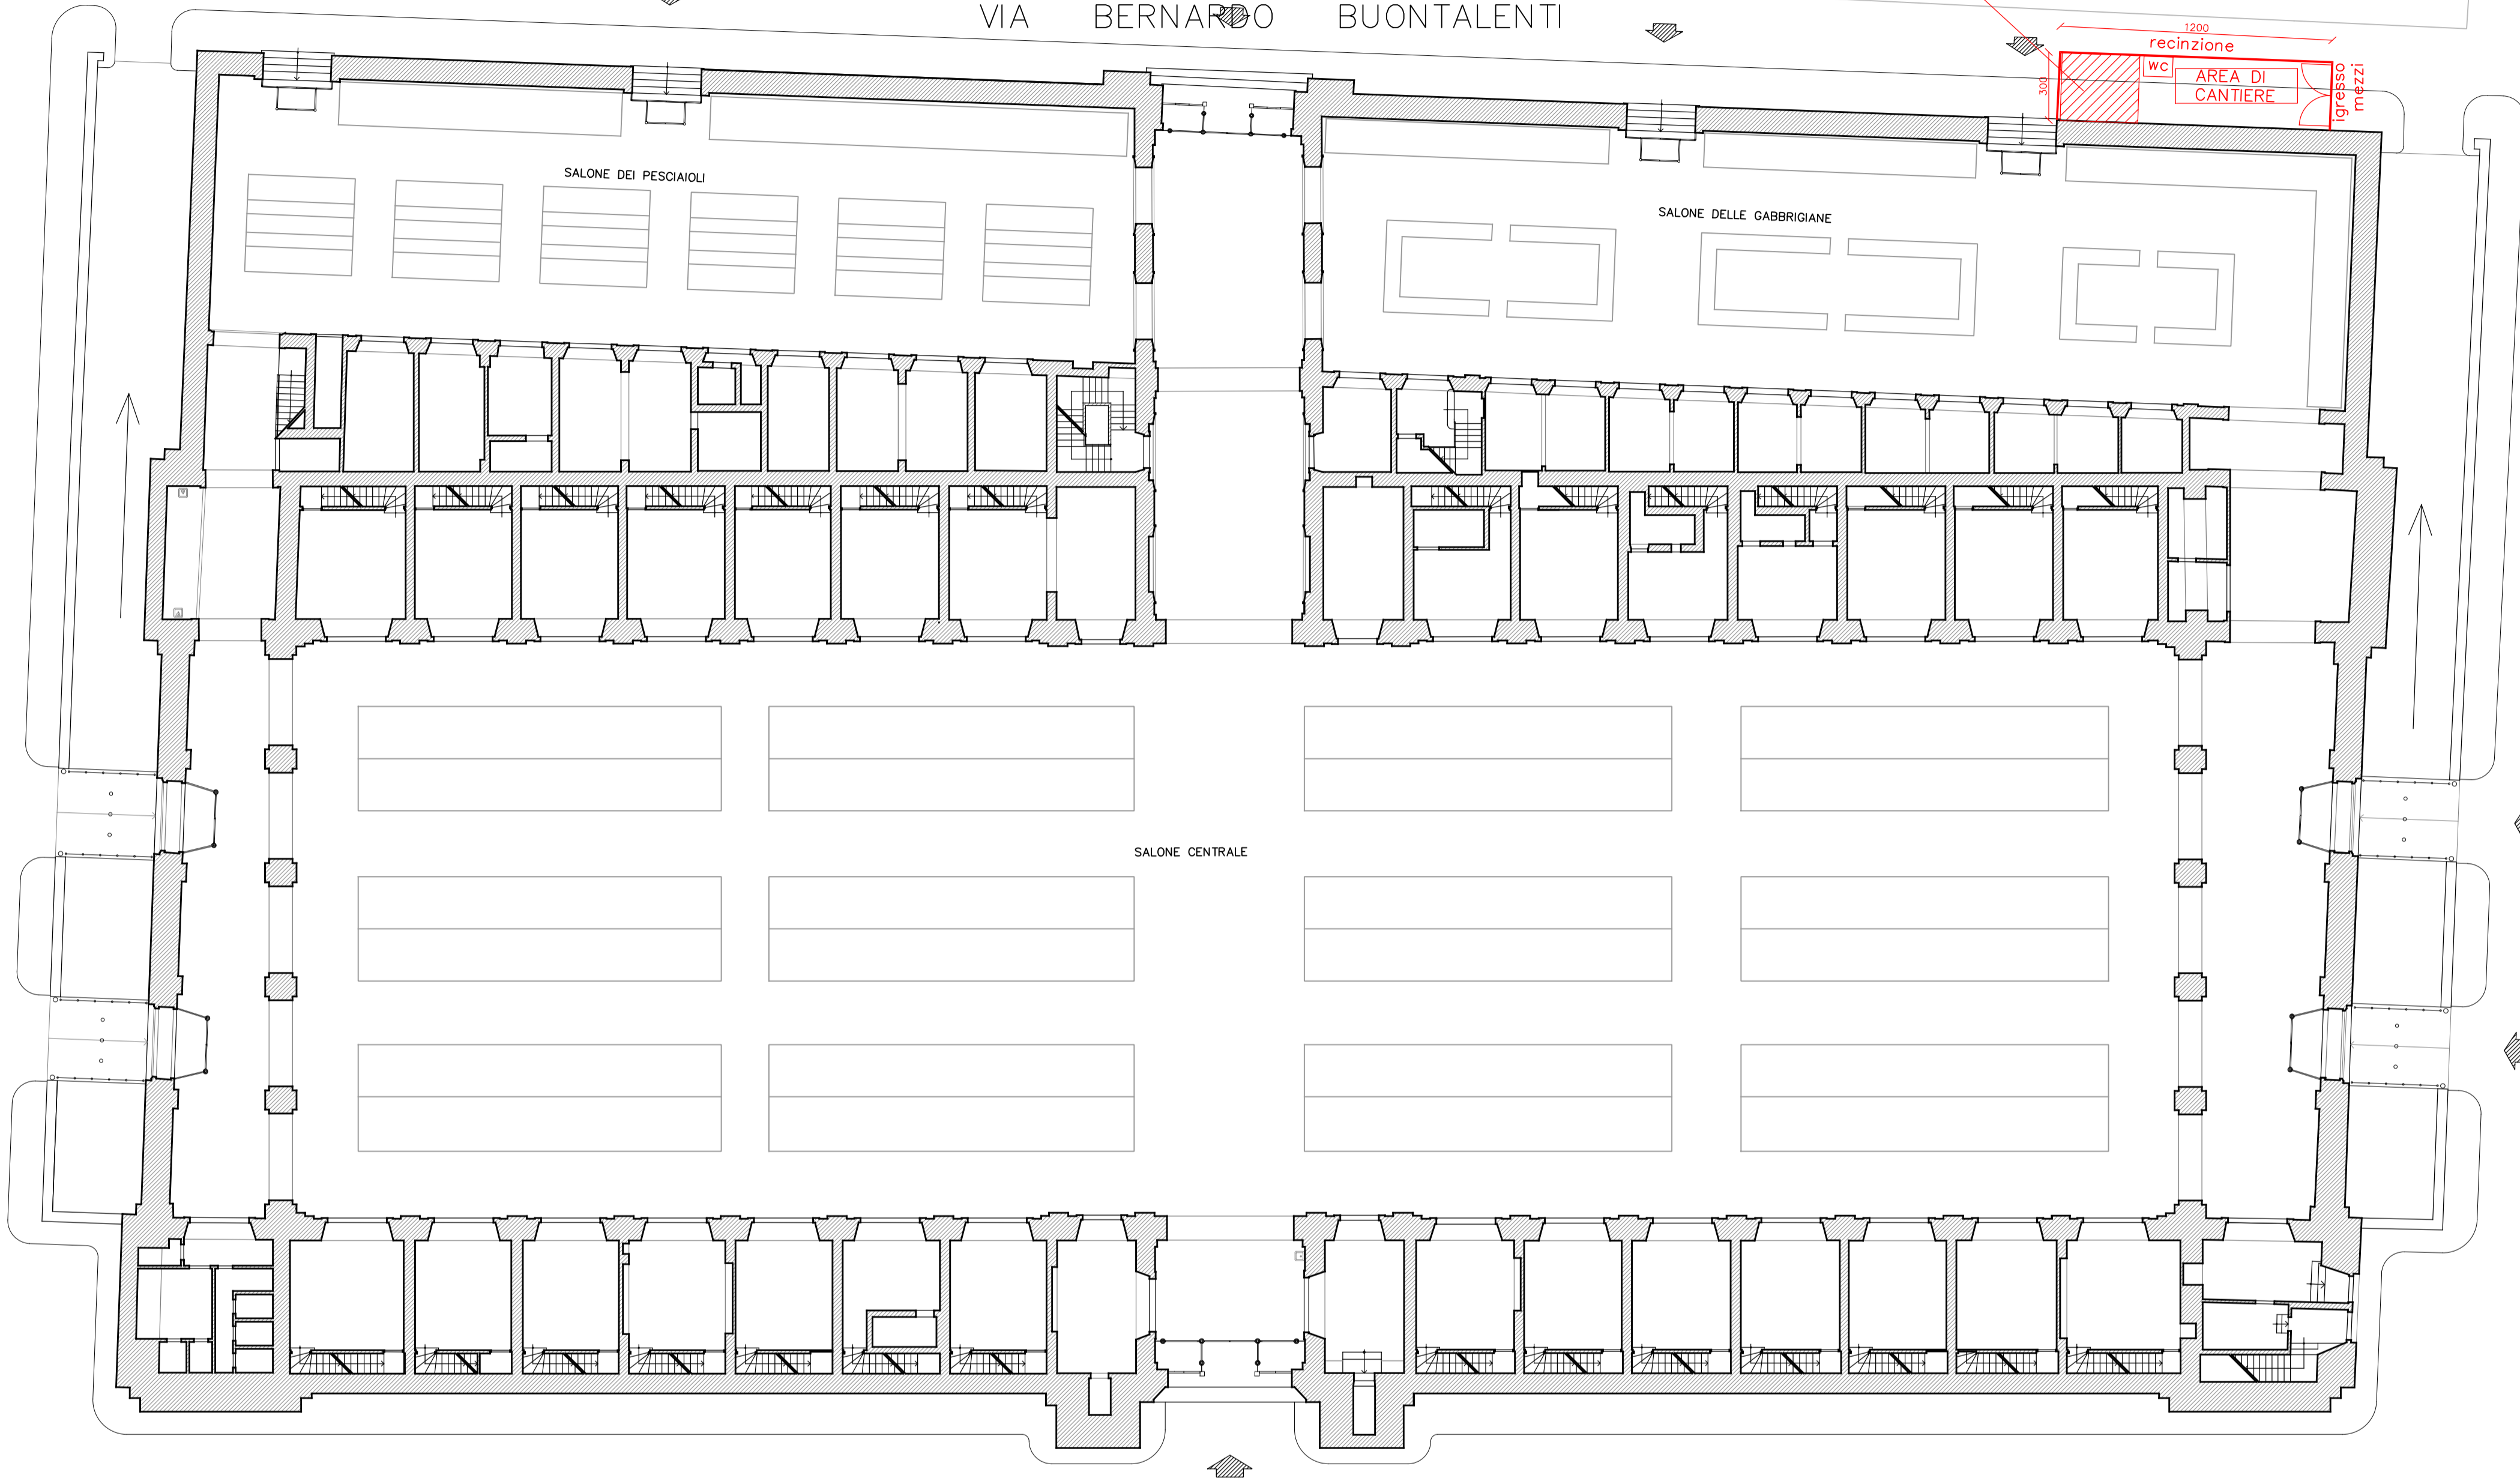 VIA BERNARDO BUONTALENTI
1200
recinzione
300
WC
AREA DI
CANTIERE
igresso
mezzi
SALONE DEI PESCIAIOLI
SALONE DELLE GABBRIGIANE
SALONE CENTRALE